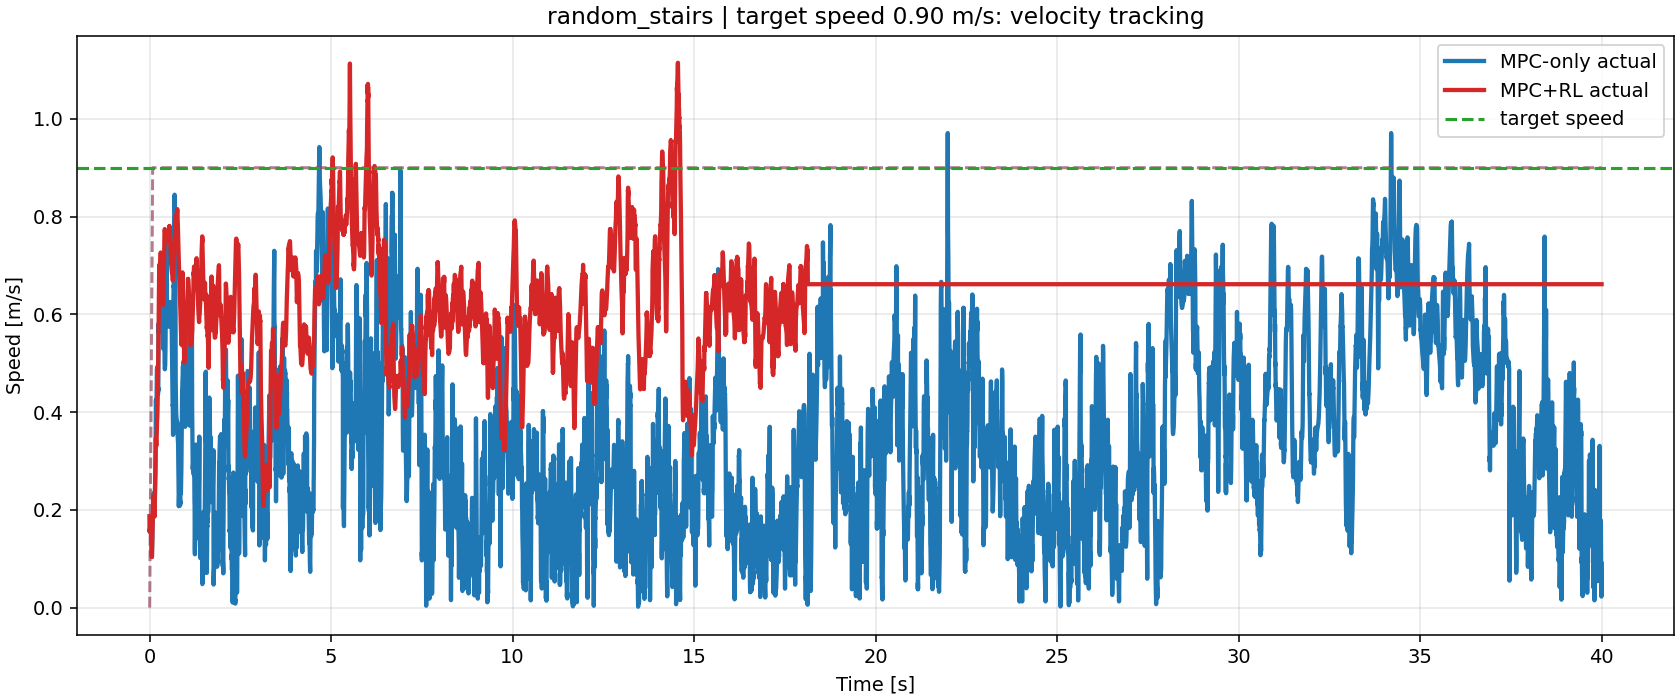 random_stairs | target speed 0.90 m/s: velocity tracking
MPC-only actual
MPC+RL actual
target speed
Speed [m/s]
1.0
0.8
0.6
0.4
0.2
0.0
0 5 10 15 20 25 30 35 40
Time [s]